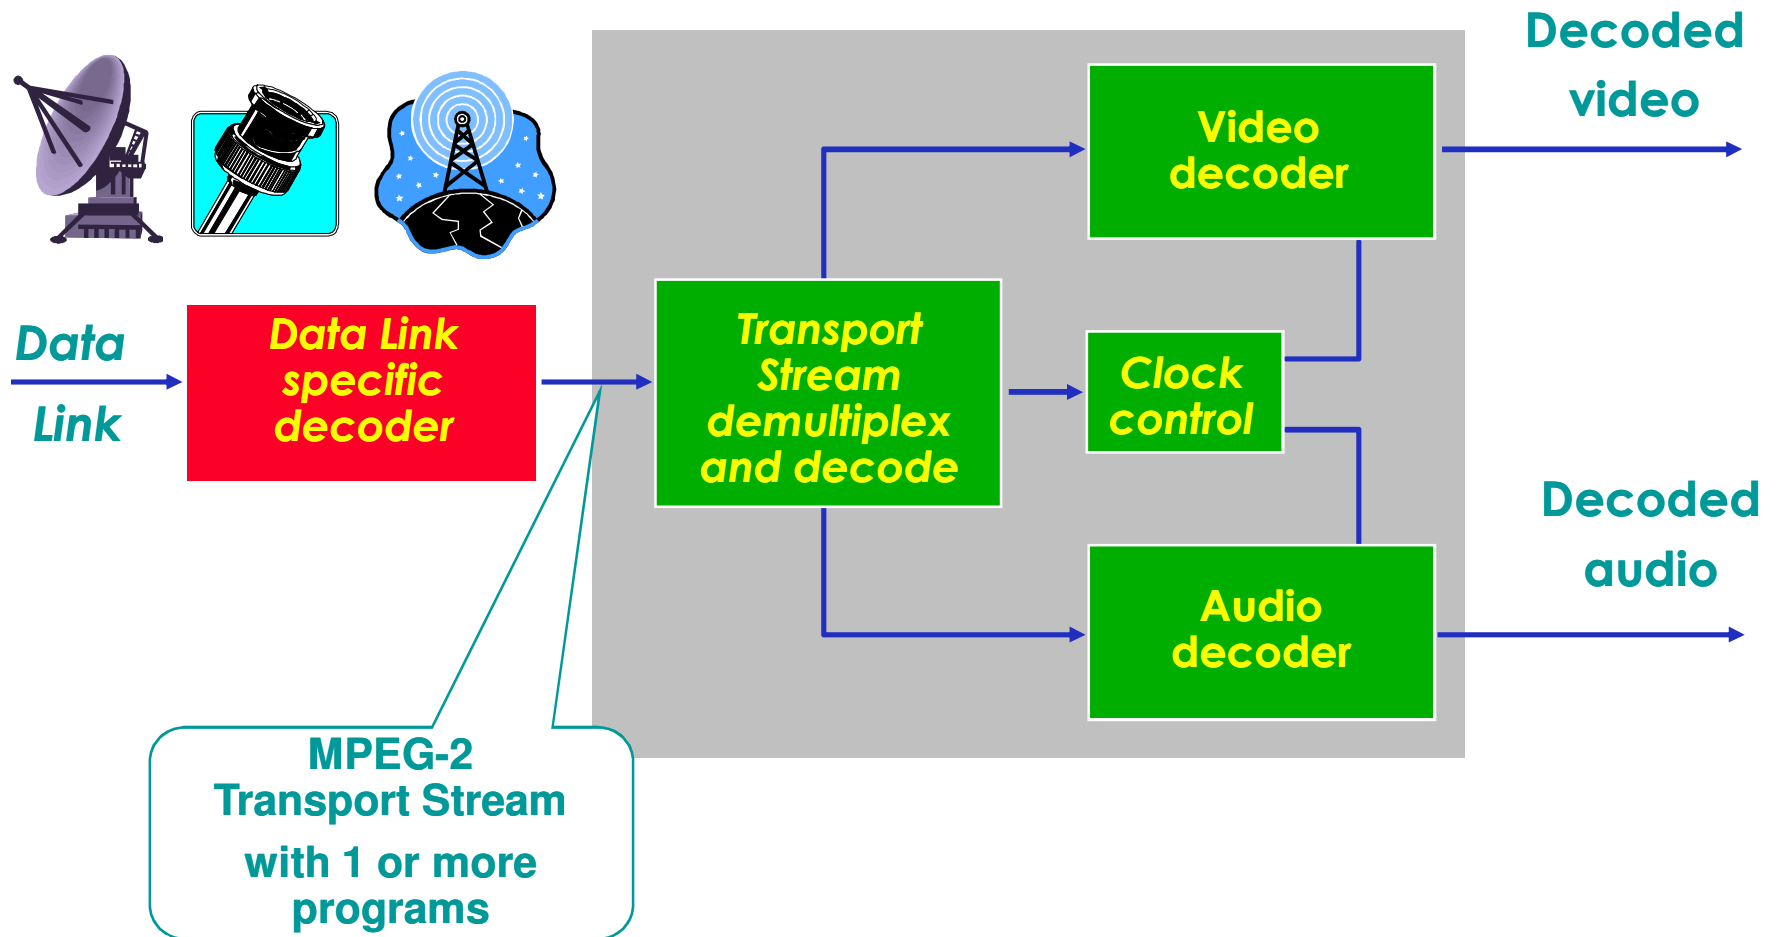 Decoded
video
Video
decoder
Data
Link
Data Link
specific
decoder
Transport
Stream
demultiplex
and decode
Clock
control
Decoded
audio
Audio
decoder
MPEG-2
Transport Stream
with 1 or more
programs